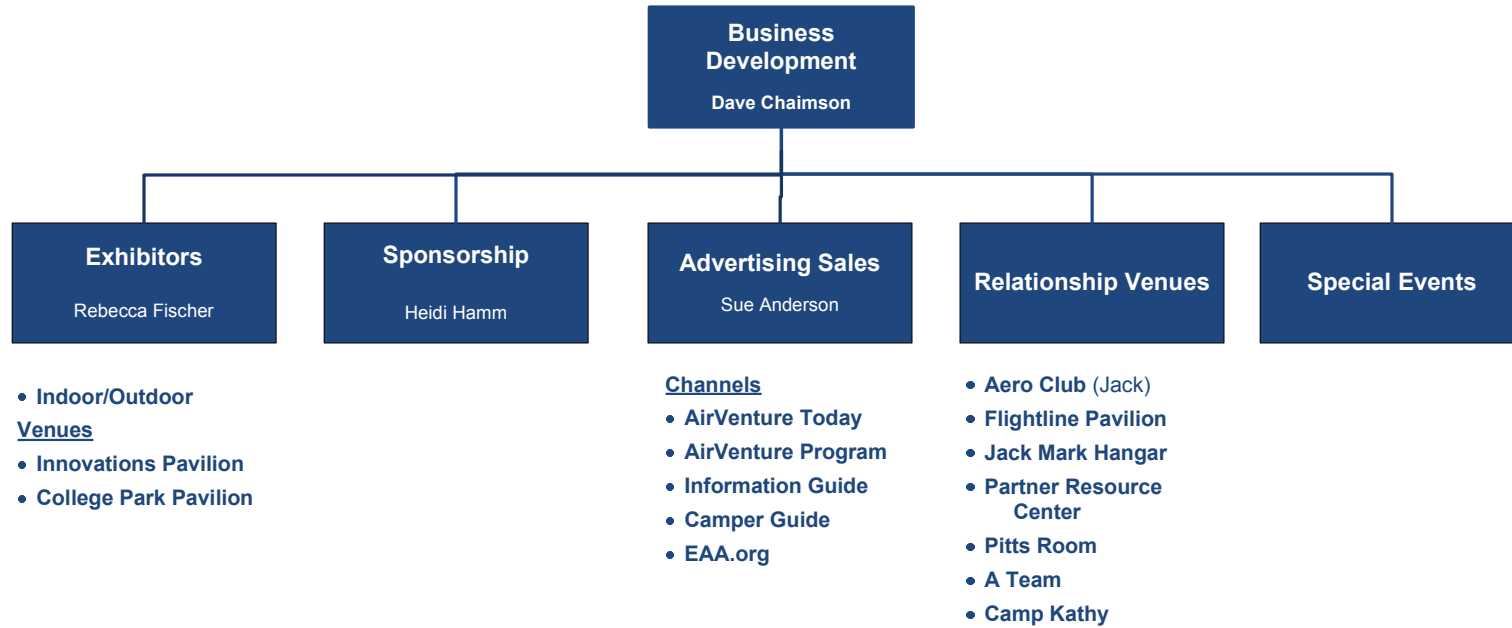 Business
Development
Dave Chaimson
Exhibitors
Rebecca Fischer
Sponsorship
Heidi Hamm
Advertising Sales
Sue Anderson
Relationship Venues
Special Events
• Indoor/Outdoor
Venues
• Innovations Pavilion
• College Park Pavilion
Channels
• AirVenture Today
• AirVenture Program
• Information Guide
• Camper Guide
• EAA.org
• Aero Club (Jack)
• Flightline Pavilion
• Jack Mark Hangar
• Partner Resource
Center
• Pitts Room
• A Team
• Camp Kathy